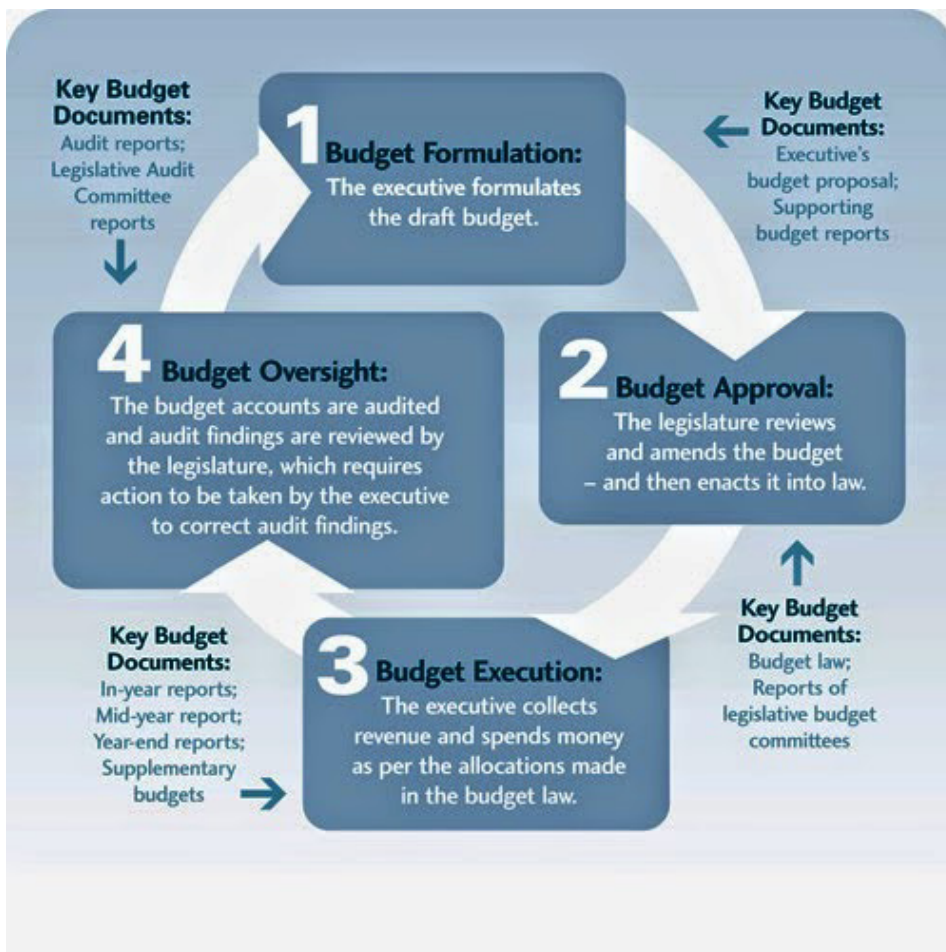 Key Budget
Documents:
Audit reports;
Legislative Audit
Committee
reports
1 Budget Formulation:
The executive formulates
the draft budget.
Key Budget
Documents:
Executive's
budget proposal;
Supporting
budget reports
2 Budget Approval:
The legislature reviews
and amends the budget
– and then enacts it into law.
Key Budget
Documents:
Budget law;
Reports of
legislative budget
committees
3 Budget Execution:
The executive collects
revenue and spends money
as per the allocations made
in the budget law.
Key Budget
Documents:
In-year reports;
Mid-year report;
Year-end reports;
Supplementary
budgets
4 Budget Oversight:
The budget accounts are audited
and audit findings are reviewed by
the legislature, which requires
action to be taken by the executive
to correct audit findings.